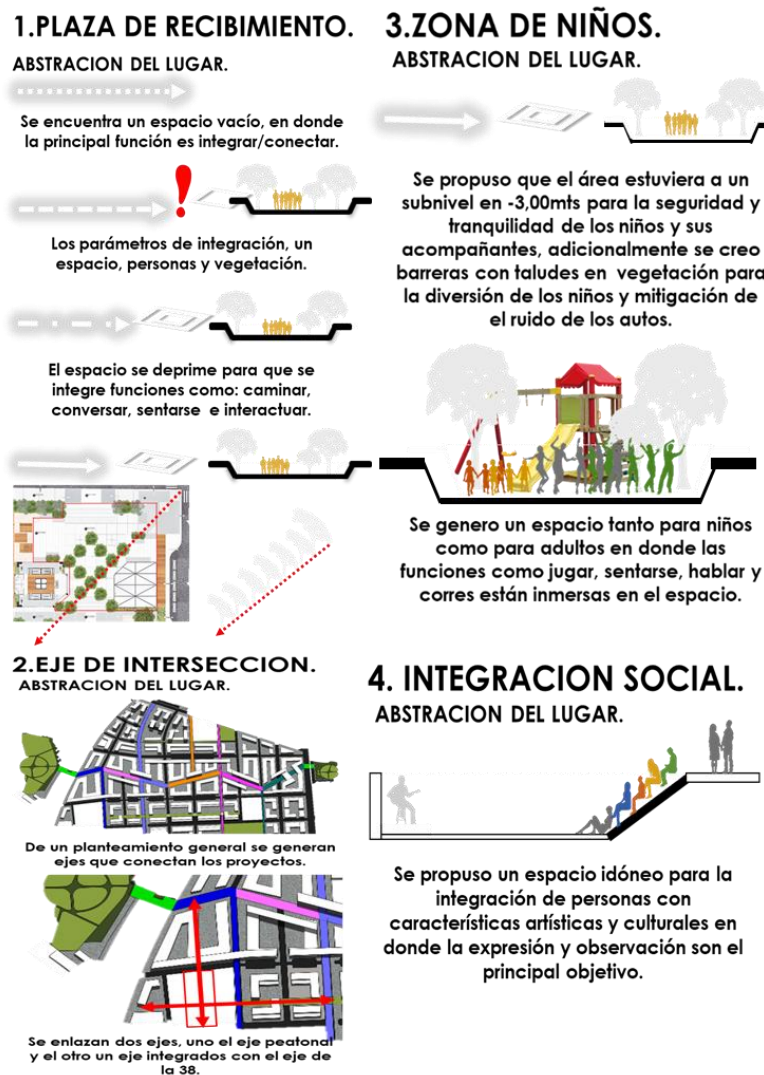 1.PLAZA DE RECIBIMIENTO.
ABSTRACION DEL LUGAR.
Se encuentra un espacio vacío, en donde
la principal función es integrar/conectar.
Los parámetros de integración, un
espacio, personas y vegetación.
El espacio se deprime para que se
integre funciones como: caminar,
conversar, sentarse e interactuar.
2.EJE DE INTERSECCION.
ABSTRACION DEL LUGAR.
De un planteamiento general se generan
ejes que conectan los proyectos.
Se enlazan dos ejes, uno el eje peatonal
y el otro un eje integrados con el eje de
la 38.
3.ZONA DE NIÑOS.
ABSTRACION DEL LUGAR.
Se propuso que el área estuviera a un
subnivel en -3,00mts para la seguridad y
tranquilidad de los niños y sus
acompañantes, adicionalmente se creo
barreras con taludes en vegetación para
la diversión de los niños y mitigación de
el ruido de los autos.
Se genero un espacio tanto para niños
como para adultos en donde las
funciones como jugar, sentarse, hablar y
corres están inmersas en el espacio.
4. INTEGRACION SOCIAL.
ABSTRACION DEL LUGAR.
Se propuso un espacio idóneo para la
integración de personas con
características artísticas y culturales en
donde la expresión y observación son el
principal objetivo.